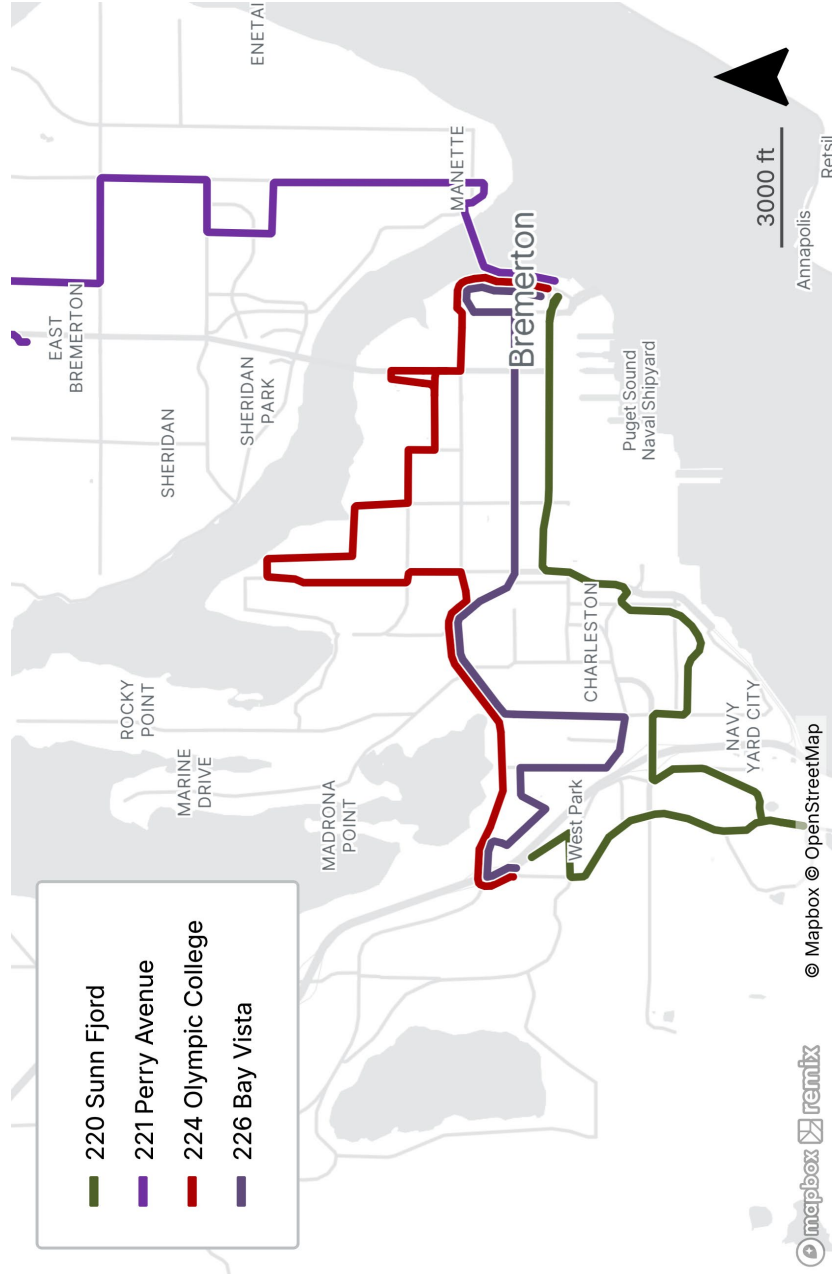 220 Sunn Fjord
221 Perry Avenue
224 Olympic College
226 Bay Vista
ROCKY
POINT
MARINE
DRIVE
MADRONA
POINT
SHERIDAN
EAST
BREMERTON
SHERIDAN
PARK
MANETTE
Bremerton
Puget Sound
Naval Shipyard
CHARLESTON
West Park
NAVY
YARD CITY
Annapolis
Retsil
3000 ft
mapbox remix
© Mapbox © OpenStreetMap